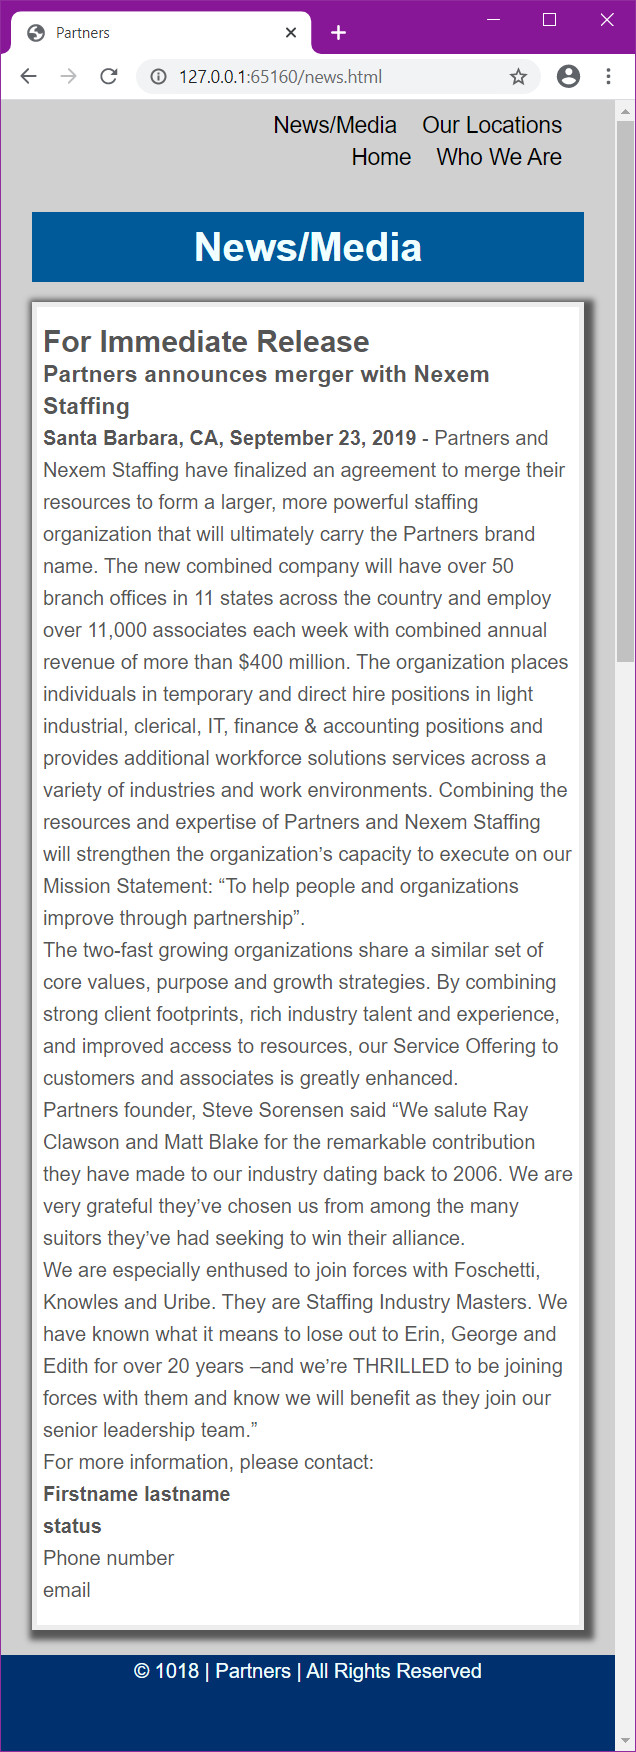 Partners
127.0.0.1:65160/news.html
News/Media Our Locations
Home Who We Are
News/Media
For Immediate Release
Partners announces merger with Nexem
Staffing
Santa Barbara, CA, September 23, 2019 - Partners and
Nexem Staffing have finalized an agreement to merge their
resources to form a larger, more powerful staffing
organization that will ultimately carry the Partners brand
name. The new combined company will have over 50
branch offices in 11 states across the country and employ
over 11,000 associates each week with combined annual
revenue of more than $400 million. The organization places
individuals in temporary and direct hire positions in light
industrial, clerical, IT, finance & accounting positions and
provides additional workforce solutions services across a
variety of industries and work environments. Combining the
resources and expertise of Partners and Nexem Staffing
will strengthen the organization’s capacity to execute on our
Mission Statement: “To help people and organizations
improve through partnership”.
The two-fast growing organizations share a similar set of
core values, purpose and growth strategies. By combining
strong client footprints, rich industry talent and experience,
and improved access to resources, our Service Offering to
customers and associates is greatly enhanced.
Partners founder, Steve Sorensen said “We salute Ray
Clawson and Matt Blake for the remarkable contribution
they have made to our industry dating back to 2006. We are
very grateful they’ve chosen us from among the many
suitors they’ve had seeking to win their alliance.
We are especially enthused to join forces with Foschetti,
Knowles and Uribe. They are Staffing Industry Masters. We
have known what it means to lose out to Erin, George and
Edith for over 20 years –and we’re THRILLED to be joining
forces with them and know we will benefit as they join our
senior leadership team.”
For more information, please contact:
Firstname lastname
status
Phone number
email
© 1018 | Partners | All Rights Reserved